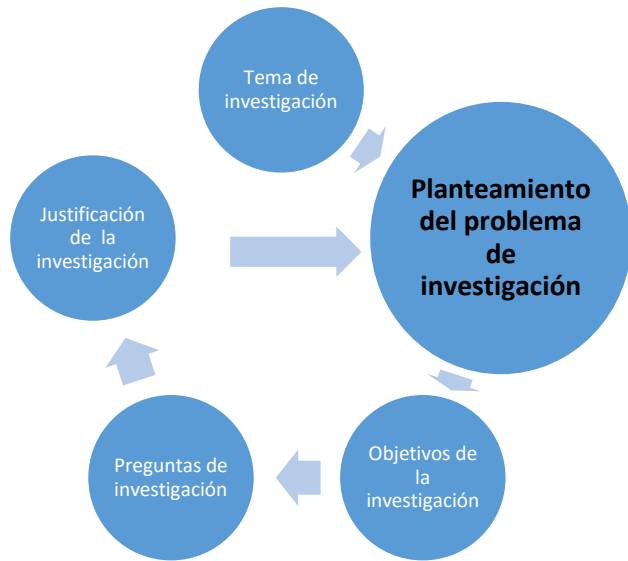 Tema de
investigación
Planteamiento
del problema
de
investigación
Justificación
de la
investigación
Preguntas de
investigación
Objetivos de
la
investigación